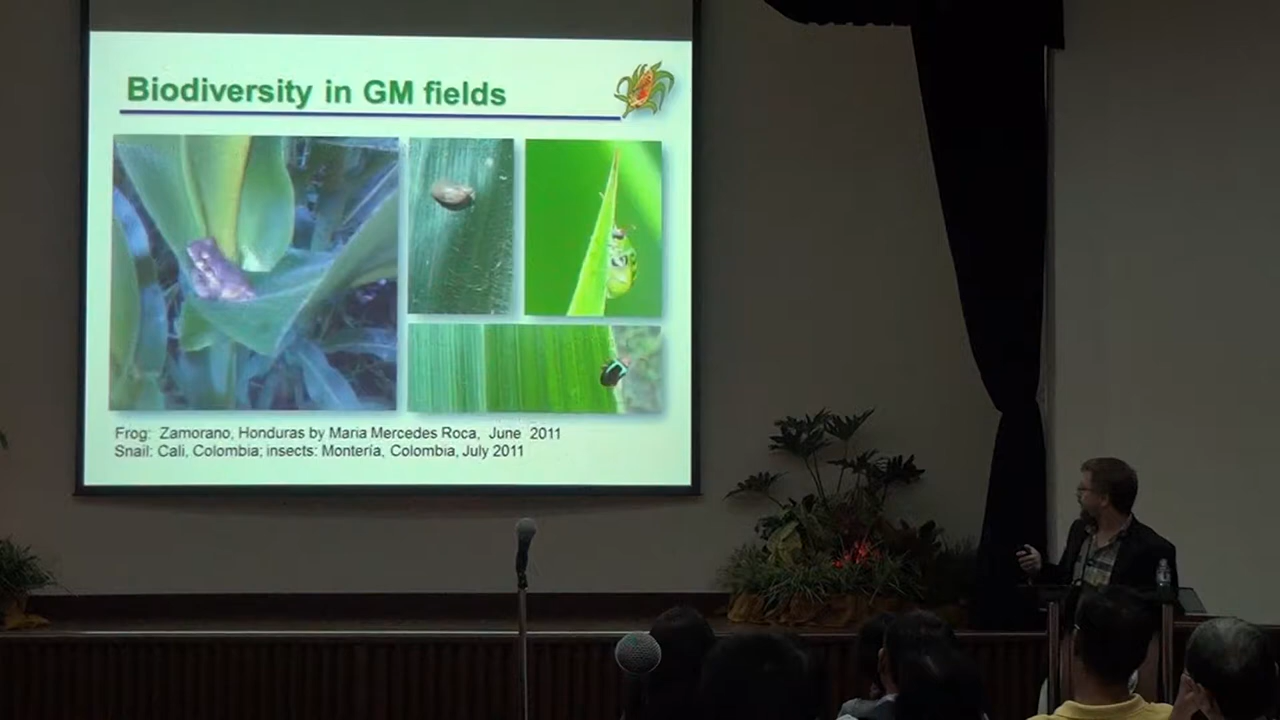 Biodiversity in GM fields
Frog: Zamorano, Honduras by Maria Mercedes Roca, June 2011
Snail: Cali, Colombia; insects: Montería, Colombia, July 2011